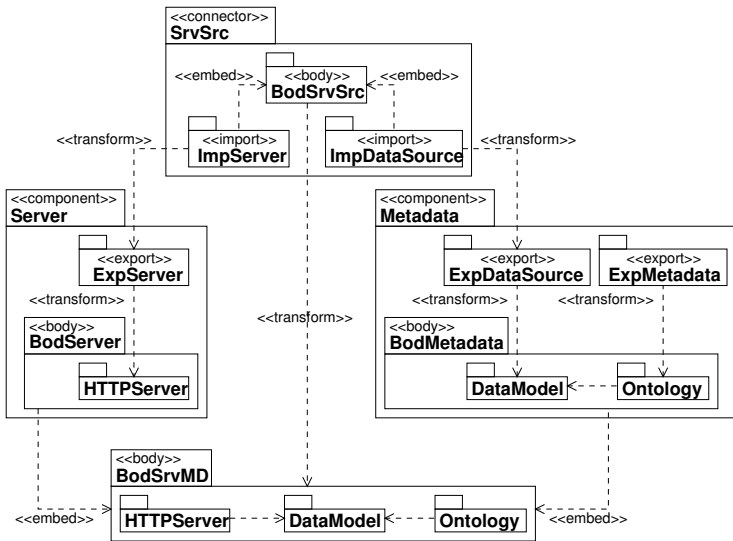 <<connector>>
SrvSrc
<<embed>>
<<body>>
<<embed>>
BodSrvSrc
<<transform>>
<<import>>
<<import>>
<<transform>>
ImpServer
ImpDataSource
<<component>>
Server
<<component>>
Metadata
<<export>>
ExpServer
<<export>>
ExpDataSource
<<export>>
ExpMetadata
<<transform>>
<<transform>>
<<transform>>
<<transform>>
<<body>>
BodServer
<<body>>
BodMetadata
HTTPServer
DataModel
Ontology
<<body>>
BodSrvMD
<<embed>>
HTTPServer
DataModel
Ontology
<<embed>>